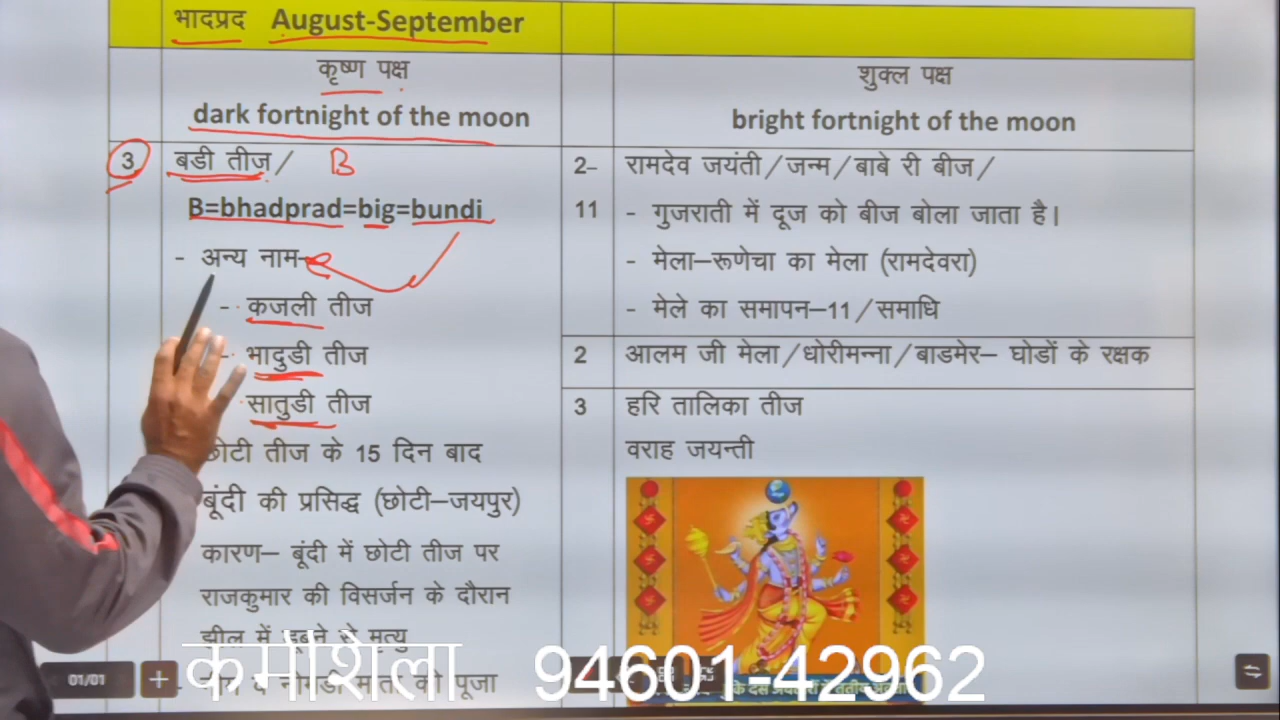 भादप्रद August-September
कृष्ण पक्ष
dark fortnight of the moon
शुक्ल पक्ष
bright fortnight of the moon
3 बडी तीज/ B
B=bhadprad=big=bundi
- अन्य नाम-
- कजली तीज
- भादुडी तीज
सातुडी तीज
छोटी तीज के 15 दिन बाद
बूंदी की प्रसिद्ध (छोटी–जयपुर)
कारण– बूंदी में छोटी तीज पर
राजकुमार की विसर्जन के दौरान
झील में डूबने से मृत्यु
की पूजा
2– रामदेव जयंती/जन्म/बाबे री बीज/
11 - गुजराती में दूज को बीज बोला जाता है।
- मेला–रूणेचा का मेला (रामदेवरा)
- मेले का समापन–11/समाधि
2 आलम जी मेला/धोरीमन्ना/बाडमेर– घोडों के रक्षक
3 हरि तालिका तीज
वराह जयन्ती
01/01
कर्मशिला 94601-42962